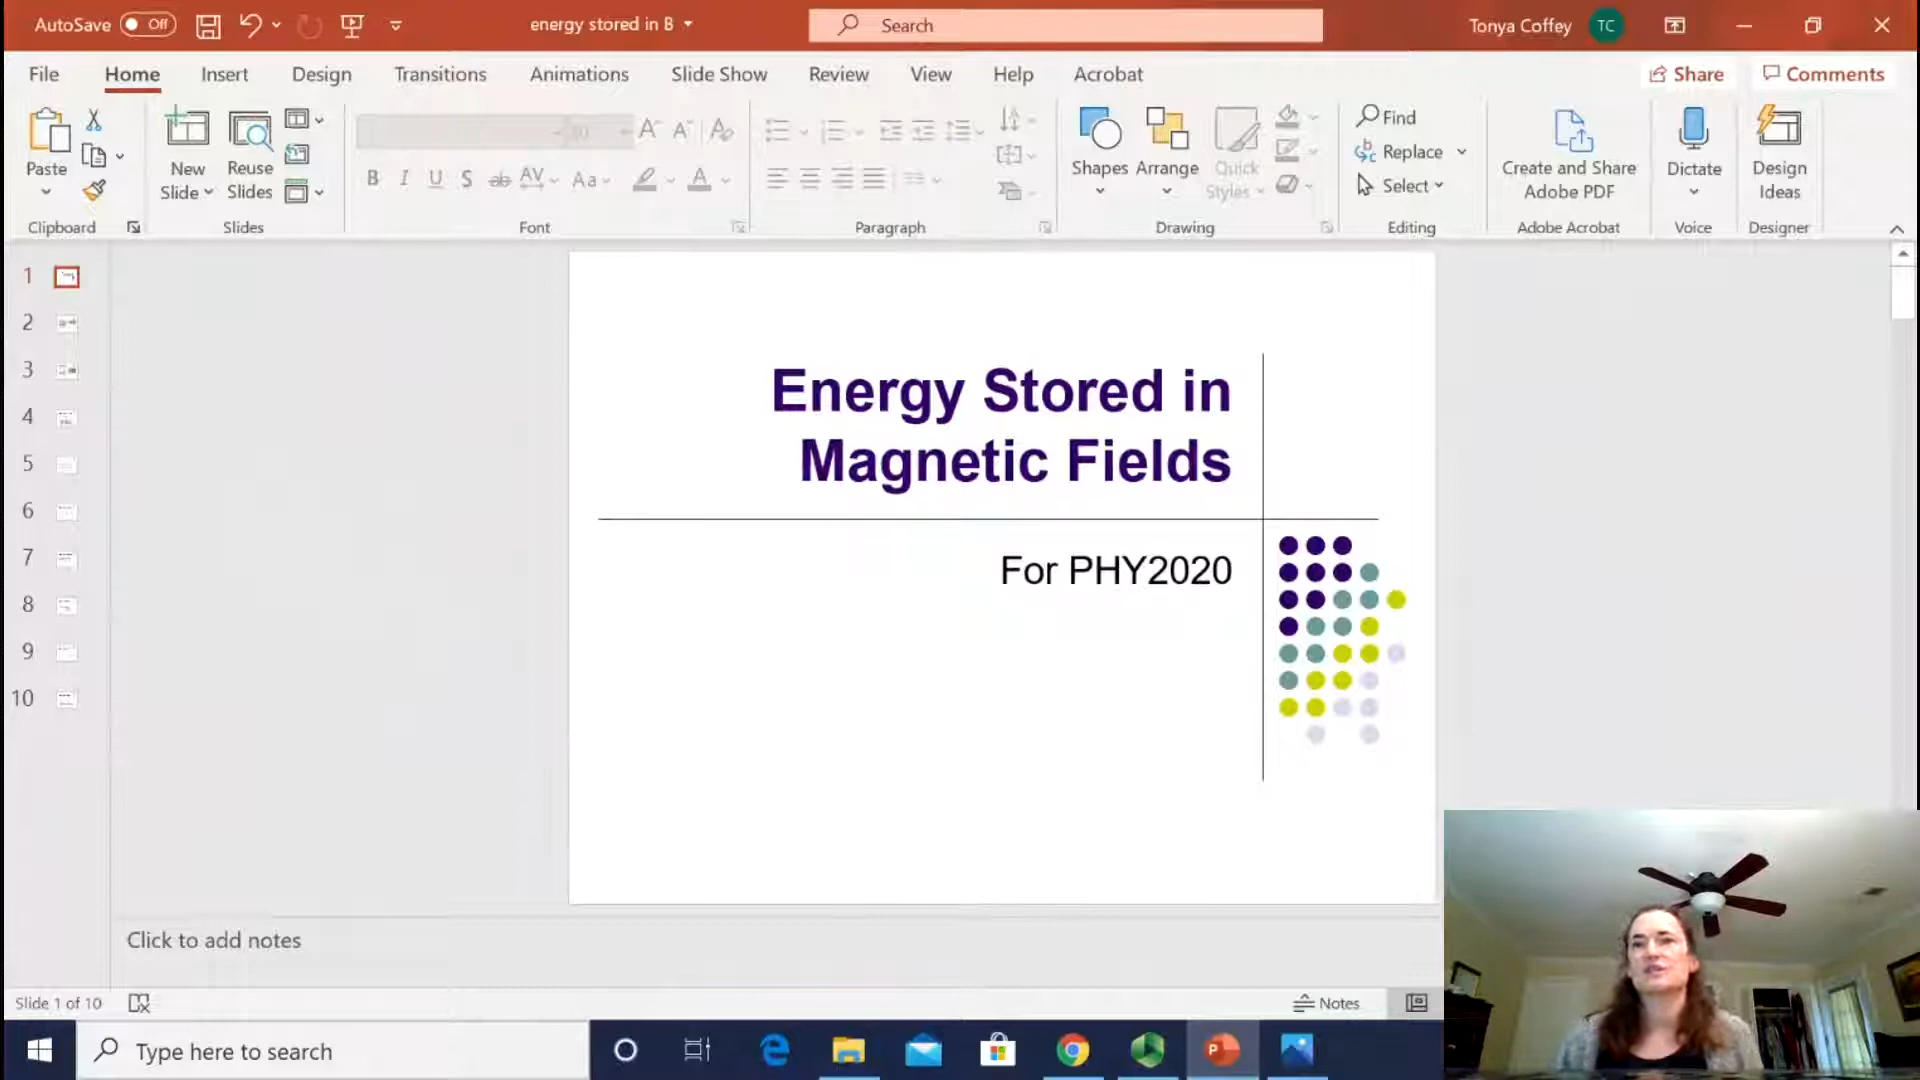 AutoSave Off
energy stored in B
Search
Tonya Coffey TC
File Home Insert Design Transitions Animations Slide Show Review View Help Acrobat
Share Comments
Paste
New
Slide
Reuse
Slides
B I U S ab AV Aa A
Shapes Arrange
Quick
Styles
Find
Replace
Select
Create and Share
Adobe PDF
Dictate
Design
Ideas
Clipboard Slides Font Paragraph Drawing Editing Adobe Acrobat Voice Designer
1
2
3
4
5
6
7
8
9
10
Energy Stored in
Magnetic Fields
For PHY2020
Click to add notes
Slide 1 of 10
Notes
Type here to search